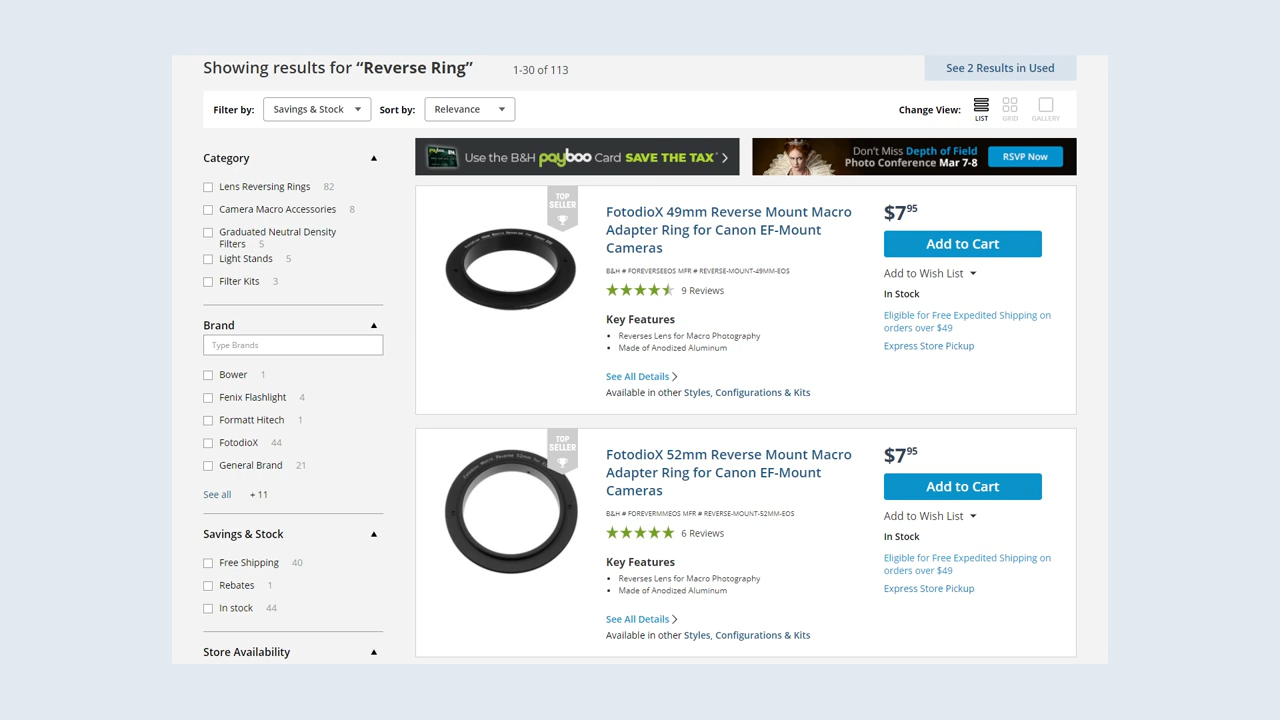 Showing results for “Reverse Ring”
1-30 of 113
See 2 Results in Used
Filter by:
Savings & Stock
Sort by:
Relevance
Change View:
LIST
GRID
GALLERY
Category
Lens Reversing Rings 82
Camera Macro Accessories 8
Graduated Neutral Density
Filters 5
Light Stands 5
Filter Kits 3
Brand
Type Brands
Bower 1
Fenix Flashlight 4
Formatt Hitech 1
FotodioX 44
General Brand 21
See all + 11
Savings & Stock
Free Shipping 40
Rebates 1
In stock 44
Store Availability
Use the B&H payboo Card SAVE THE TAX*
Don't Miss Depth of Field
Photo Conference Mar 7-8
RSVP Now
TOP
SELLER
FotodioX 49mm Reverse Mount Macro
Adapter Ring for Canon EF-Mount
Cameras
B&H # FOREVERSEEOS MFR # REVERSE-MOUNT-49MM-EOS
9 Reviews
Key Features
Reverses Lens for Macro Photography
Made of Anodized Aluminum
See All Details
Available in other Styles, Configurations & Kits
$7 95
Add to Cart
Add to Wish List
In Stock
Eligible for Free Expedited Shipping on
orders over $49
Express Store Pickup
TOP
SELLER
FotodioX 52mm Reverse Mount Macro
Adapter Ring for Canon EF-Mount
Cameras
B&H # FOREVERMMEOS MFR # REVERSE-MOUNT-52MM-EOS
6 Reviews
Key Features
Reverses Lens for Macro Photography
Made of Anodized Aluminum
See All Details
Available in other Styles, Configurations & Kits
$7 95
Add to Cart
Add to Wish List
In Stock
Eligible for Free Expedited Shipping on
orders over $49
Express Store Pickup